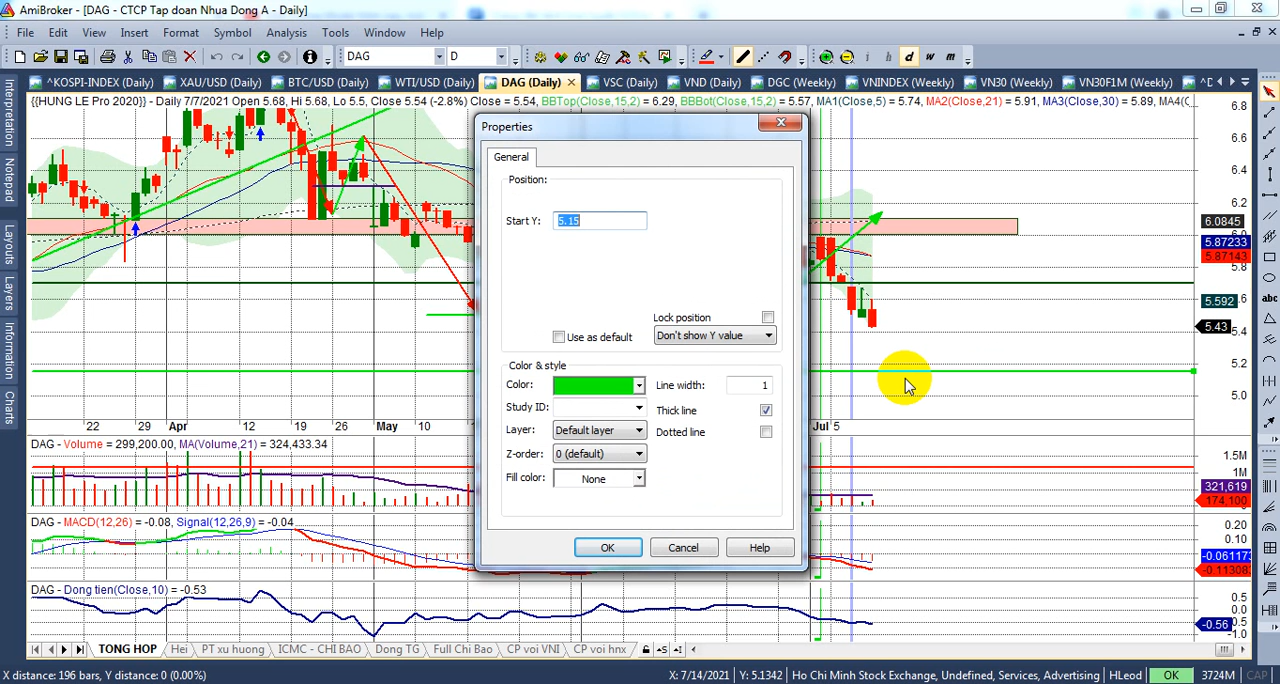 AmiBroker - [DAG - CTCP Tap doan Nhua Dong A - Daily]
File Edit View Insert Format Symbol Analysis Tools Window Help
DAG D i h d w m
^KOSPI-INDEX (Daily) XAU/USD (Daily) BTC/USD (Daily) WTI/USD (Daily) DAG (Daily) VSC (Daily) VND (Daily) DGC (Weekly) VNINDEX (Weekly) VN30 (Weekly) VN30F1M (Weekly)
{{HUNG LE Pro 2020}} - Daily 7/7/2021 Open 5.68, Hi 5.68, Lo 5.5, Close 5.54 (-2.8%) Close = 5.54, BBTop(Close,15,2) = 6.29, BBBot(Close,15,2) = 5.57, MA1(Close,5) = 5.74, MA2(Close,21) = 5.91, MA3(Close,30) = 5.89, MA4(C
Interpretation
Notepad
Layouts
Layers
Information
Charts
Properties
General
Position:
Start Y: 5.15
Lock position
Use as default
Don't show Y value
Color & style
Color:
Line width: 1
Study ID:
Thick line
Layer: Default layer
Dotted line
Z-order: 0 (default)
Fill color: None
OK Cancel Help
6.8
6.6
6.4
6.2
6.0845
6.0
5.87233
5.87143
5.8
5.592
5.43
5.4
5.2
5.0
abc
22 Apr 12 19 26 May 10 Jul 5
DAG - Volume = 299,200.00, MA(Volume,21) = 324,433.34
1.5M
1M
321,619
174,100
DAG - MACD(12,26) = -0.08, Signal(12,26,9) = -0.04
0.20
0.10
-0.06117
-0.11308
DAG - Dong tien(Close,10) = -0.53
0.5
0.0
-0.56
-1.0
TONG HOP Hei PT xu huong ICMC - CHI BAO Dong TG Full Chi Bao CP voi VNI CP voi hnx
X distance: 196 bars, Y distance: 0 (0.00%) X: 7/14/2021 Y: 5.1342 Ho Chi Minh Stock Exchange, Undefined, Services, Advertising HLeod OK 3724M CAP